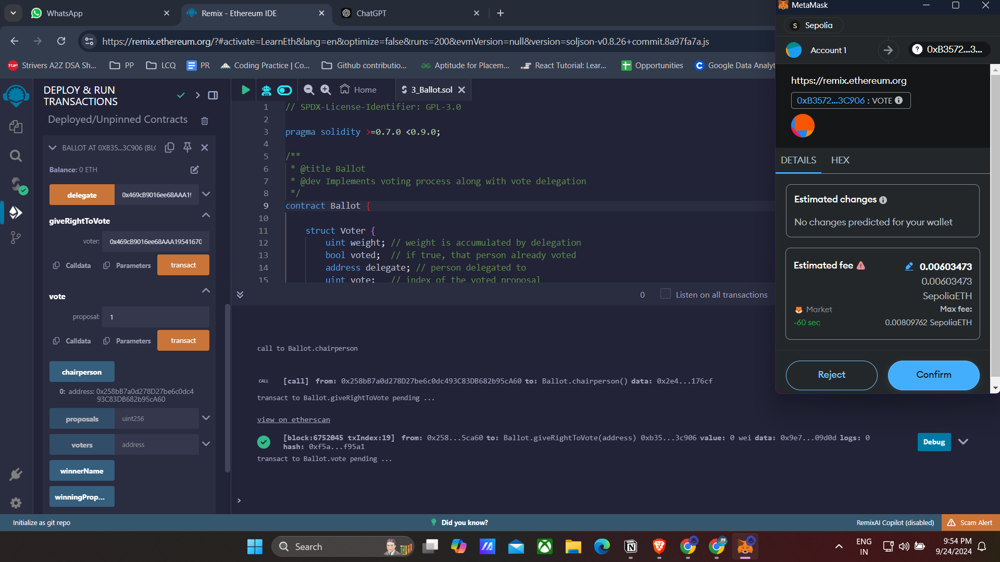 WhatsApp
Remix - Ethereum IDE
ChatGPT
https://remix.ethereum.org/?#activate=LearnEth&lang=en&optimize=false&runs=200&evmVersion=null&version=soljson-v0.8.26+commit.8a97fa7a.js
TUF Strivers A2Z DSA Sh...
PP
LCQ
PR
Coding Practice | Co...
Github contributio...
Aptitude for Placem...
React Tutorial: Lear...
Opportunities
Google Data Analyt
DEPLOY & RUN
TRANSACTIONS
Deployed/Unpinned Contracts
BALLOT AT 0XB35...3C906 (BLO
Balance: 0 ETH
delegate
0x469cB9016ee68AAA19
giveRightToVote
voter:
0x469cB9016ee68AAA19541670
Calldata
Parameters
transact
vote
proposal:
1
Calldata
Parameters
transact
chairperson
0: address: 0x258bB7a0d278D27be6c0dc4
93C83DB682b95cA60
proposals
uint256
voters
address
winnerName
winningProp...
Home
3_Ballot.sol
1 // SPDX-License-Identifier: GPL-3.0
2
3 pragma solidity >=0.7.0 <0.9.0;
4
5 /**
6 * @title Ballot
7 * @dev Implements voting process along with vote delegation
8 */
9 contract Ballot {
10
11 struct Voter {
12 uint weight; // weight is accumulated by delegation
13 bool voted;  // if true, that person already voted
14 address delegate; // person delegated to
15 uint vote;   // index of the voted proposal
0
Listen on all transactions
call to Ballot.chairperson
CALL [call] from: 0x258bB7a0d278D27be6c0dc493C83DB682b95cA60 to: Ballot.chairperson() data: 0x2e4...176cf
transact to Ballot.giveRightToVote pending ...
view on etherscan
[block:6752045 txIndex:19] from: 0x258...5ca60 to: Ballot.giveRightToVote(address) 0xb35...3c906 value: 0 wei data: 0x9e7...09d0d logs: 0
hash: 0xf5a...f95a1
Debug
transact to Ballot.vote pending ...
>
MetaMask
S Sepolia
Account 1
0xB3572...3...
https://remix.ethereum.org
0xB3572...3C906 : VOTE
DETAILS
HEX
Estimated changes
No changes predicted for your wallet
Estimated fee
0.00603473
0.00603473
SepoliaETH
Market
Max fee:
~60 sec
0.00809762 SepoliaETH
Reject
Confirm
Initialize as git repo
Did you know?
RemixAI Copilot (disabled)
Scam Alert
Search
ENG
IN
9:54 PM
9/24/2024